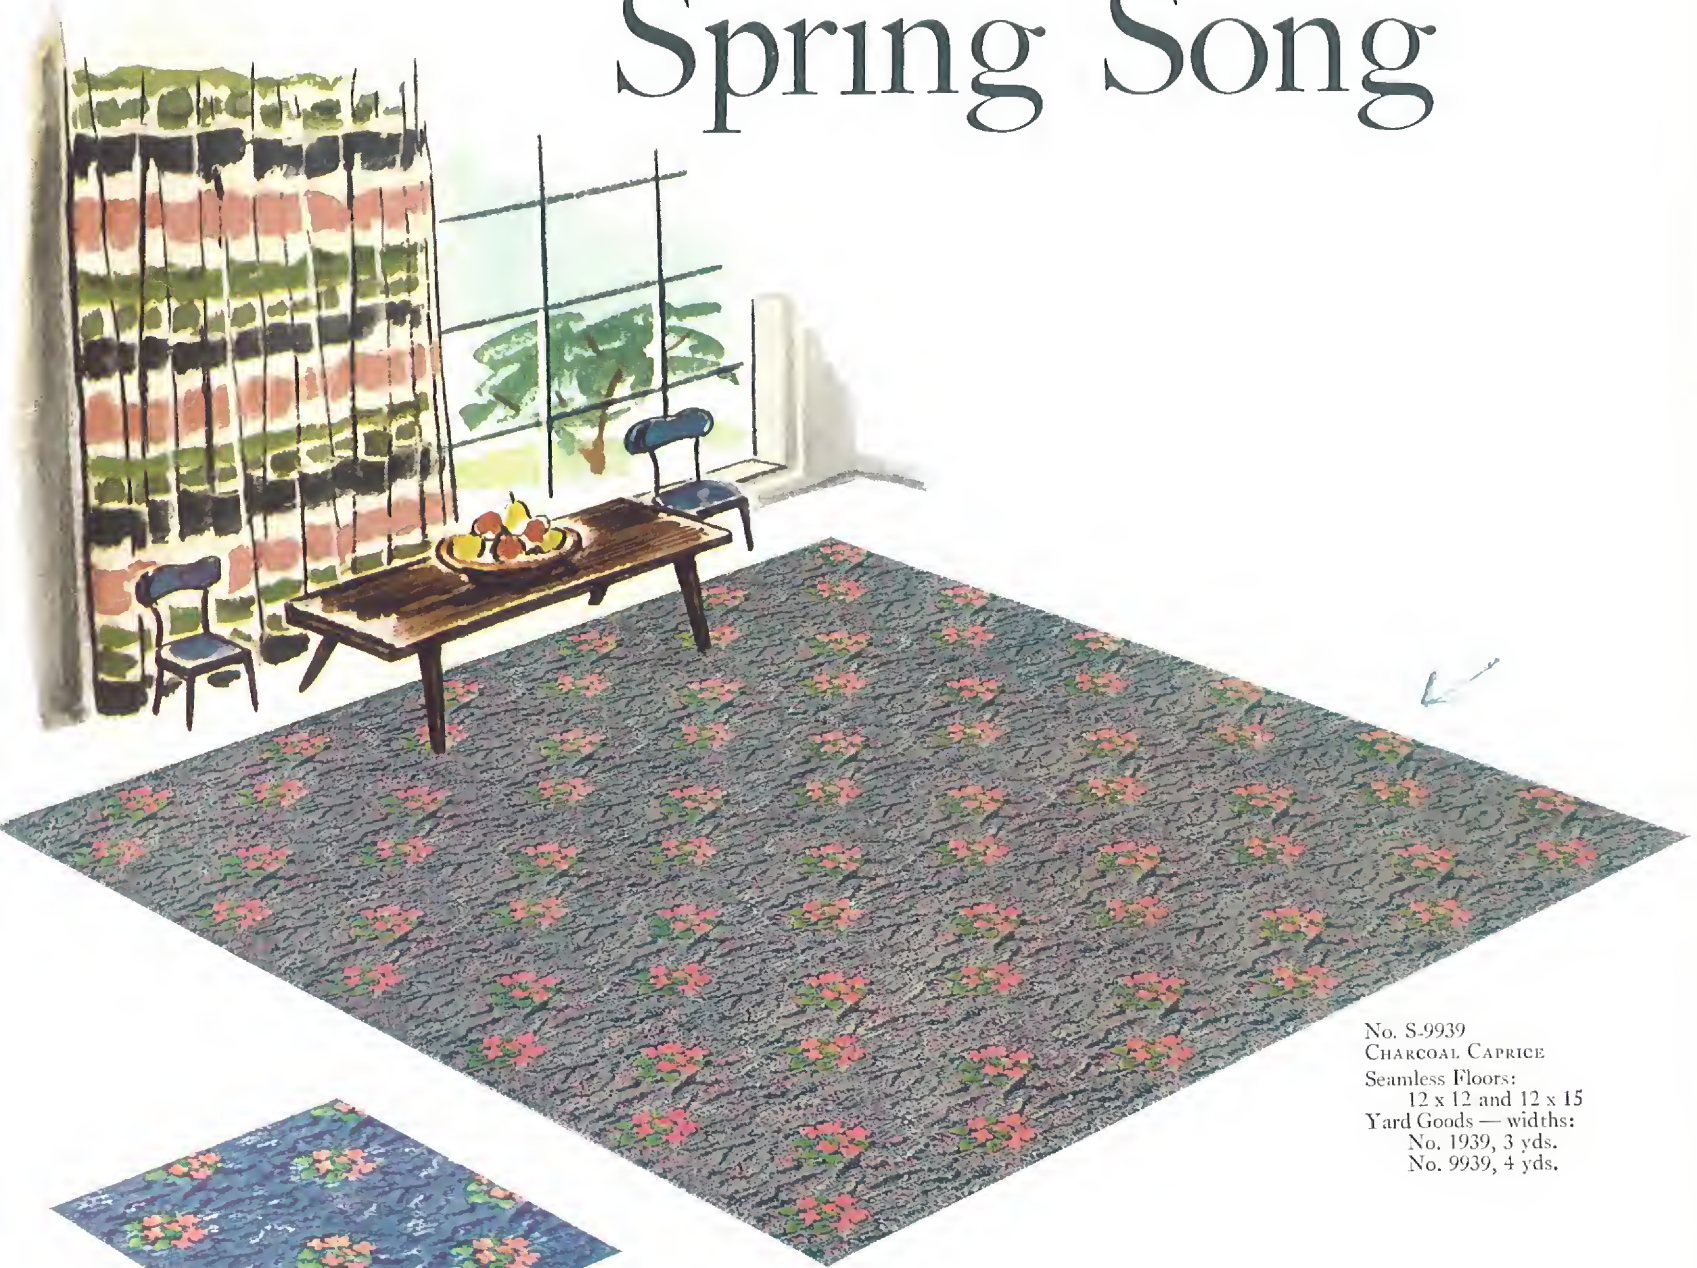 Spring Song
No. S-9939
CHARCOAL CAPRICE
Seamless Floors:
12 x 12 and 12 x 15
Yard Goods — widths:
No. 1939, 3 yds.
No. 9939, 4 yds.